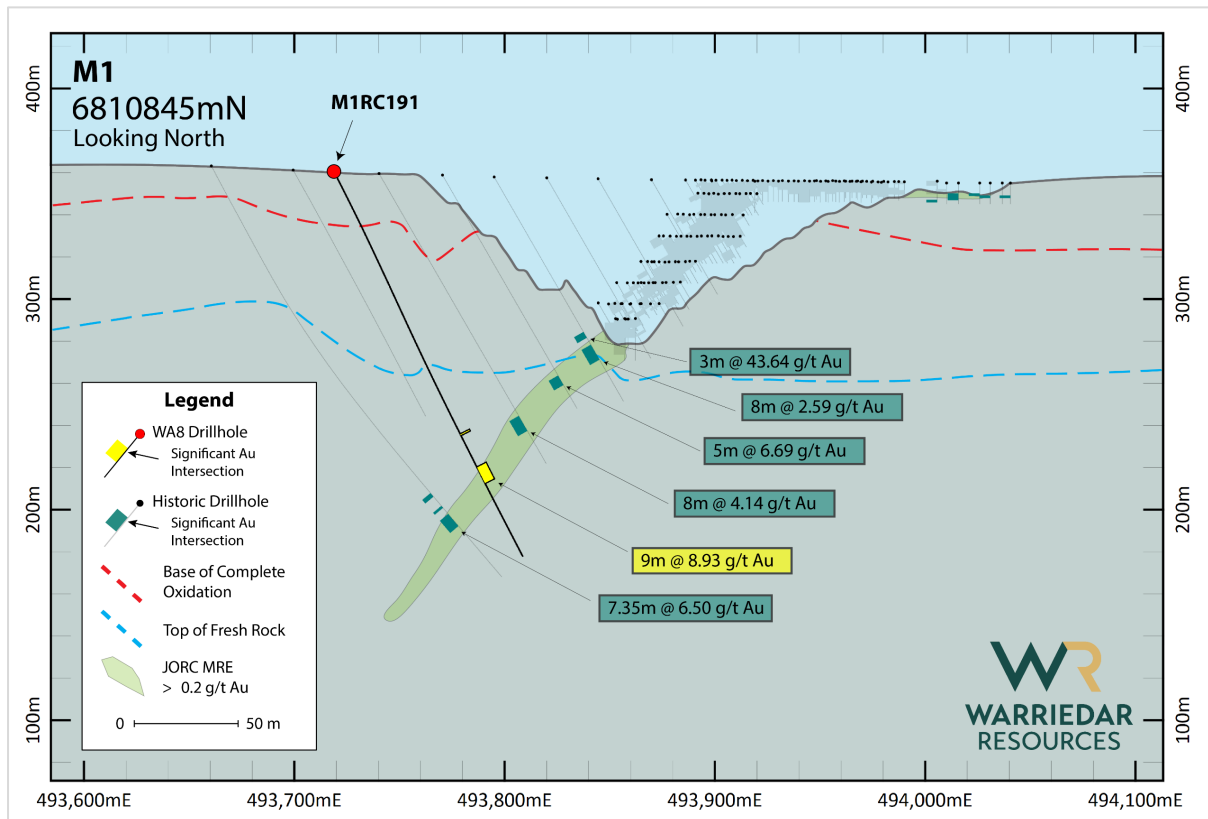 M1
6810845mN
Looking North
M1RC191
400m
300m
200m
100m
400m
300m
200m
100m
3m @ 43.64 g/t Au
8m @ 2.59 g/t Au
5m @ 6.69 g/t Au
8m @ 4.14 g/t Au
9m @ 8.93 g/t Au
7.35m @ 6.50 g/t Au
Legend
WA8 Drillhole
Significant Au
Intersection
Historic Drillhole
Significant Au
Intersection
Base of Complete
Oxidation
Top of Fresh Rock
JORC MRE
> 0.2 g/t Au
0 50 m
WR
WARRIEDAR
RESOURCES
493,600mE 493,700mE 493,800mE 493,900mE 494,000mE 494,100mE